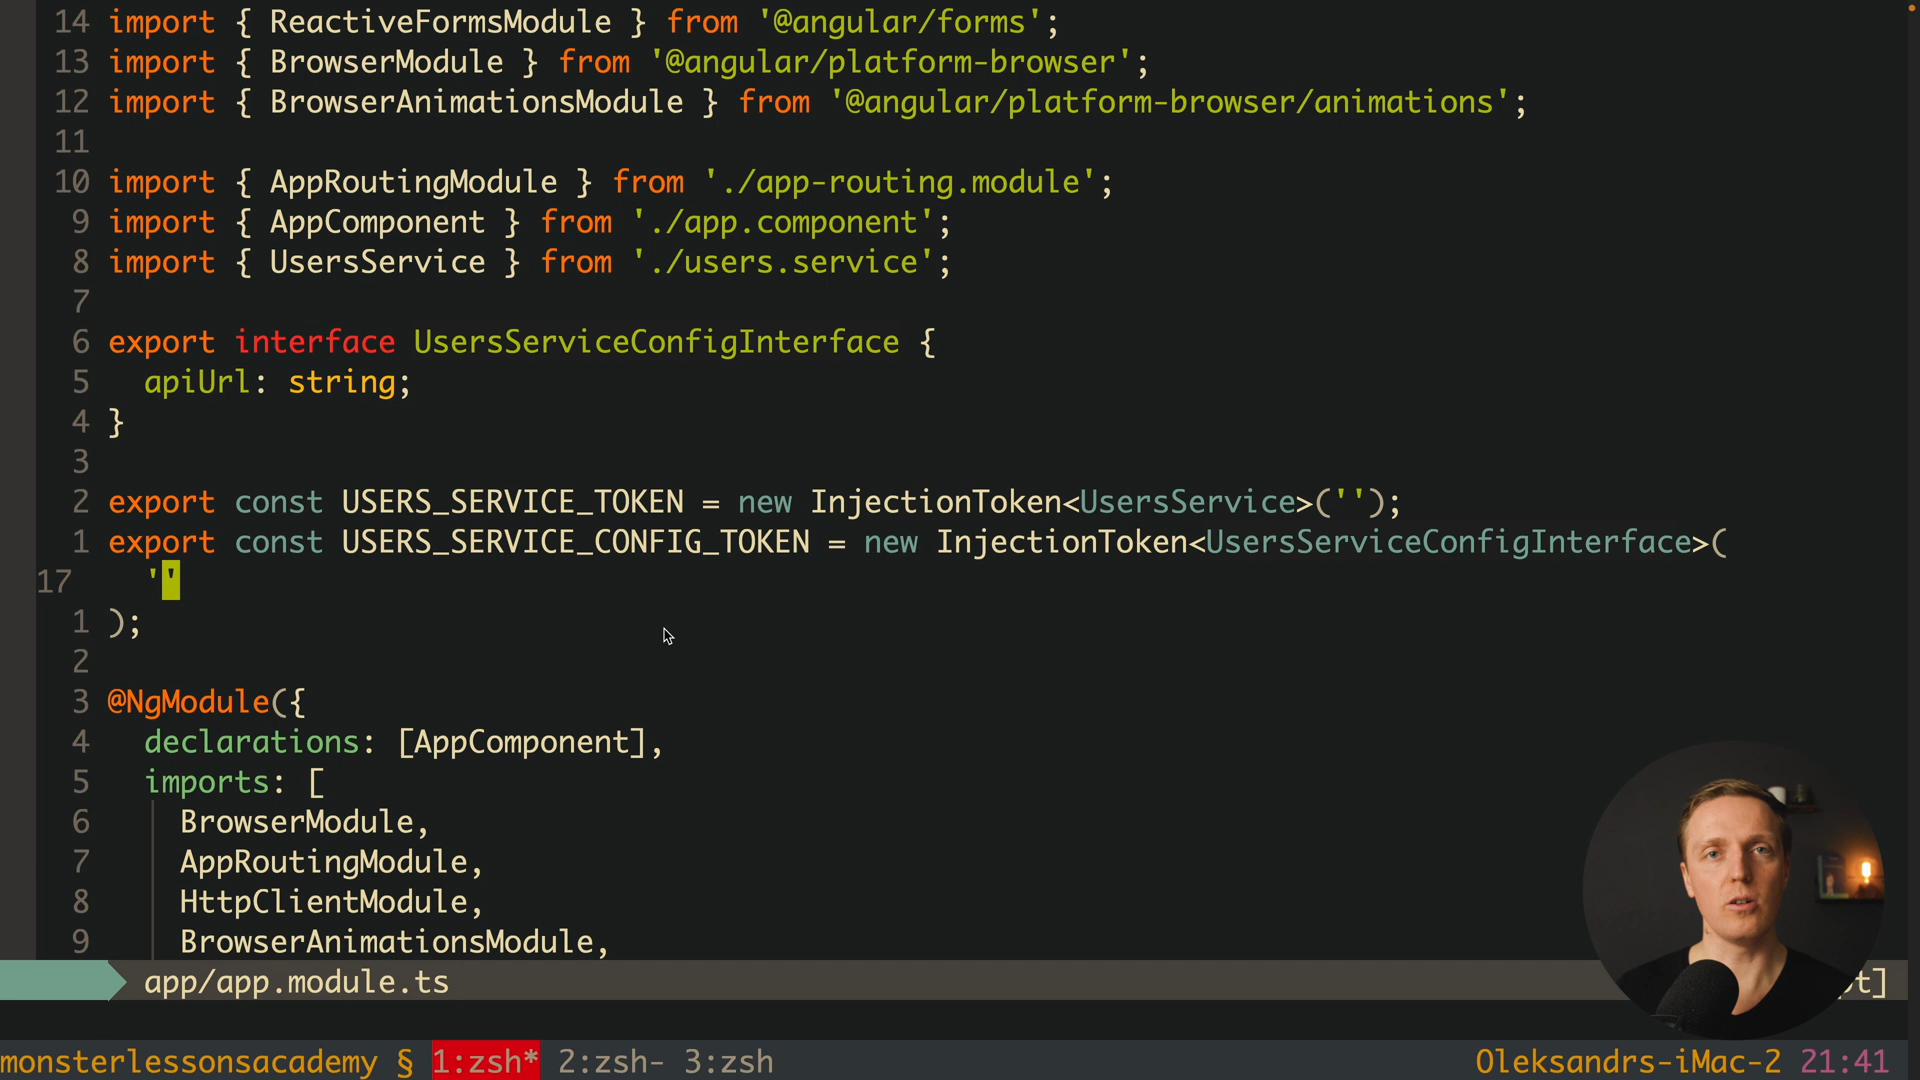 14 import { ReactiveFormsModule } from '@angular/forms';
13 import { BrowserModule } from '@angular/platform-browser';
12 import { BrowserAnimationsModule } from '@angular/platform-browser/animations';
11
10 import { AppRoutingModule } from './app-routing.module';
9 import { AppComponent } from './app.component';
8 import { UsersService } from './users.service';
7
6 export interface UsersServiceConfigInterface {
5   apiUrl: string;
4 }
3
2 export const USERS_SERVICE_TOKEN = new InjectionToken<UsersService>('');
1 export const USERS_SERVICE_CONFIG_TOKEN = new InjectionToken<UsersServiceConfigInterface>(
17   ''
1 );
2
3 @NgModule({
4   declarations: [AppComponent],
5   imports: [
6     BrowserModule,
7     AppRoutingModule,
8     HttpClientModule,
9     BrowserAnimationsModule,
app/app.module.ts t]
monsterlessonsacademy § 1:zsh* 2:zsh- 3:zsh Oleksandrs-iMac-2 21:41